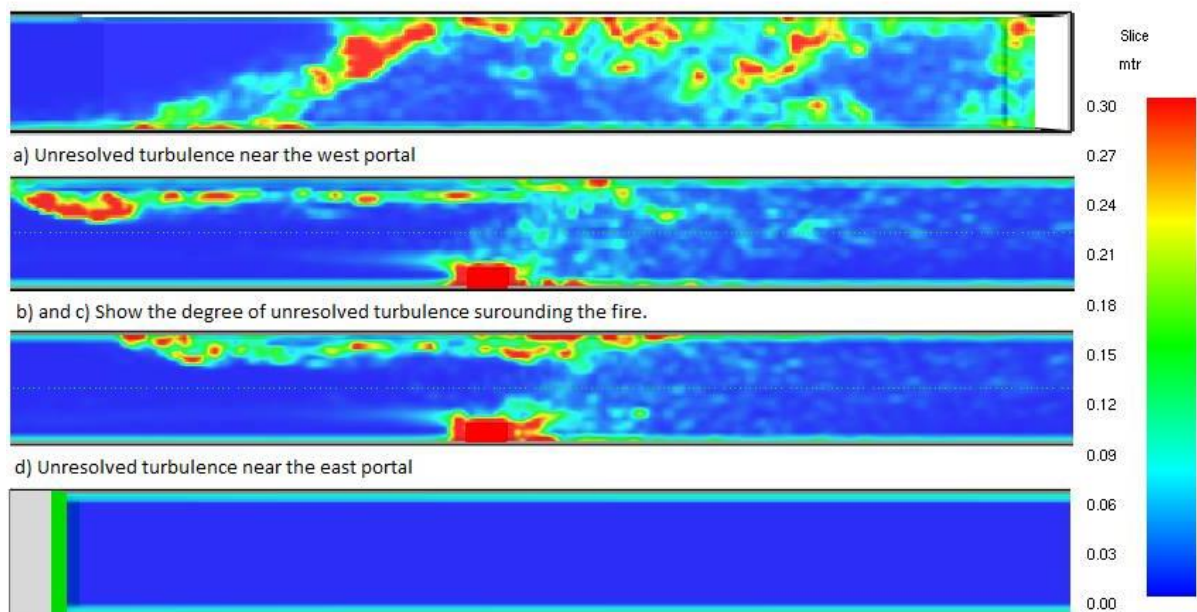 Slice
mtr
0.30
0.27
0.24
0.21
0.18
0.15
0.12
0.09
0.06
0.03
0.00
a) Unresolved turbulence near the west portal
b) and c) Show the degree of unresolved turbulence surounding the fire.
d) Unresolved turbulence near the east portal